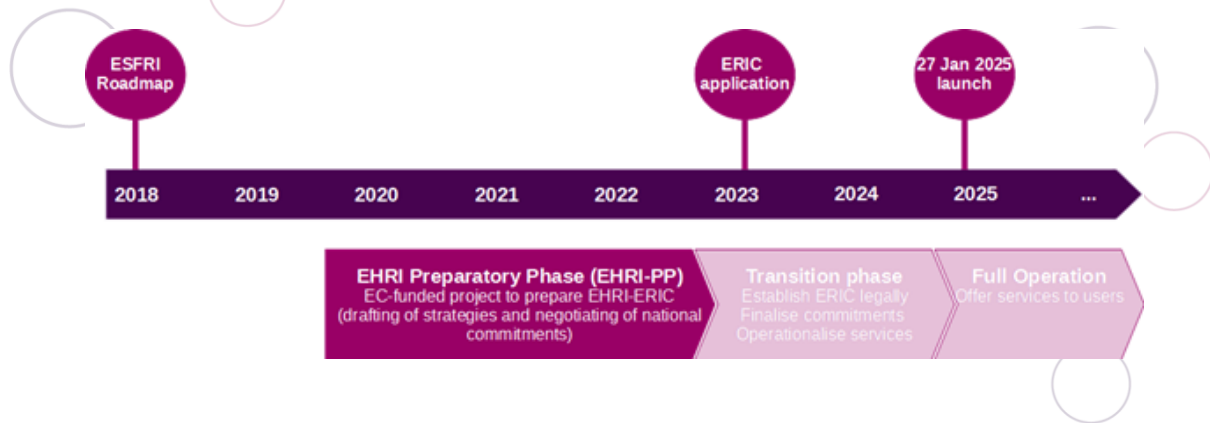 ESFRI
Roadmap
ERIC
application
27 Jan 2025
launch
2018 2019 2020 2021 2022 2023 2024 2025 ...
EHRI Preparatory Phase (EHRI-PP)
EC-funded project to prepare EHRI-ERIC
(drafting of strategies and negotiating of national
commitments)
Transition phase
Establish ERIC legally
Finalise commitments
Operationalise services
Full Operation
Offer services to users